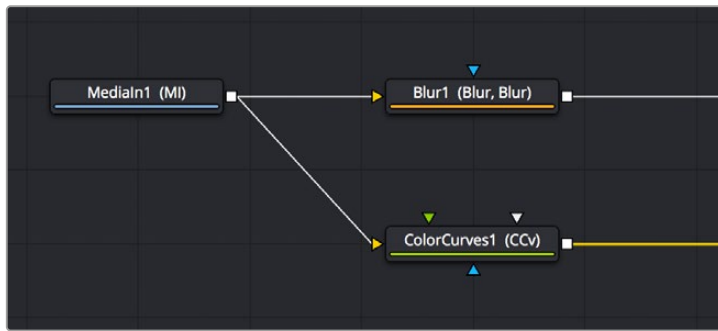 MediaIn1 (MI)
Blur1 (Blur, Blur)
ColorCurves1 (CCv)